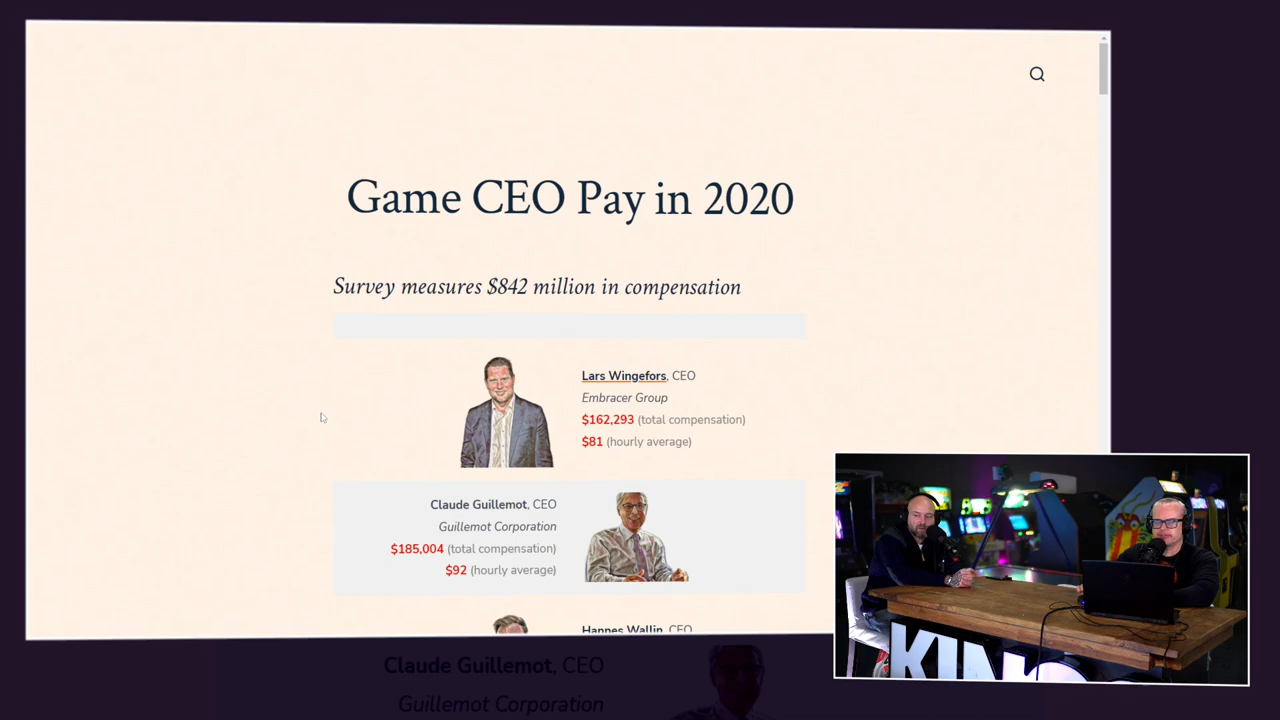 Game CEO Pay in 2020
Survey measures $842 million in compensation
Lars Wingefors, CEO
Embracer Group
$162,293 (total compensation)
$81 (hourly average)
Claude Guillemot, CEO
Guillemot Corporation
$185,004 (total compensation)
$92 (hourly average)
Hannes Wallin, CEO
Claude Guillemot, CEO
Guillemot Corporation